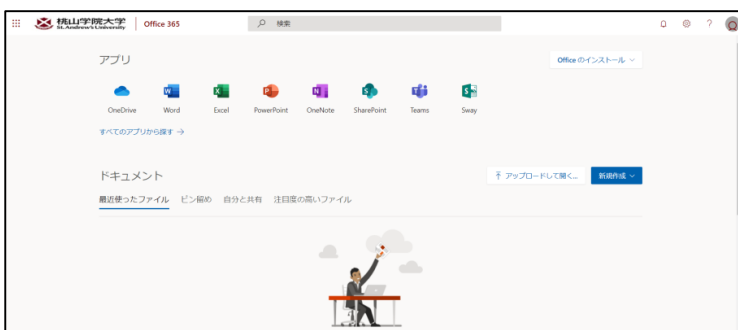 桃山学院大学 Office 365 検索 ?
St. Andrew's University
アプリ Office のインストール
OneDrive Word Excel PowerPoint OneNote SharePoint Teams Sway
すべてのアプリから探す →
ドキュメント アップロードして開く... 新規作成
最近使ったファイル ピン留め 自分と共有 注目度の高いファイル